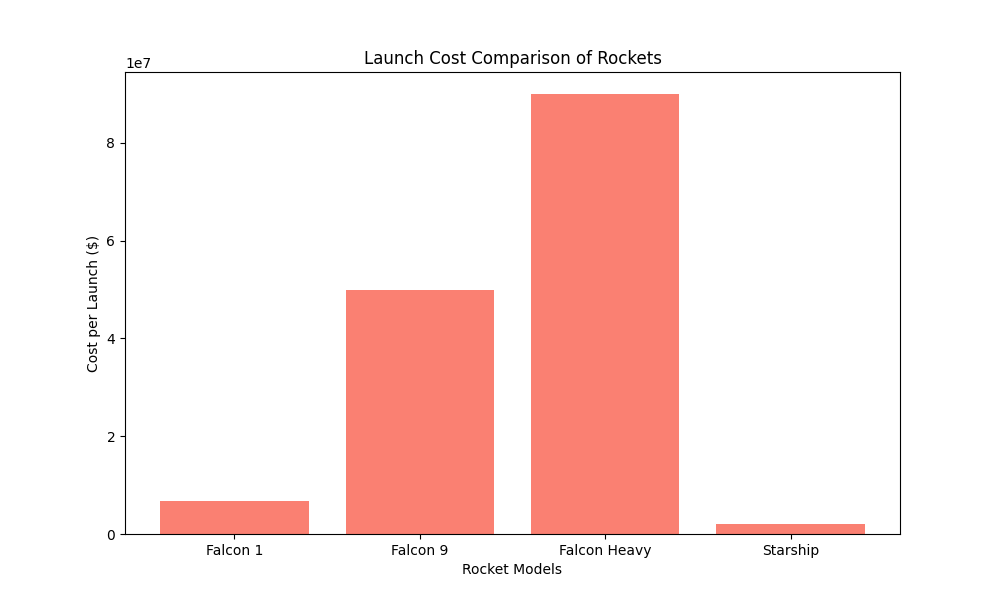 Launch Cost Comparison of Rockets
1e7
8
6
4
2
0
Cost per Launch ($)
Falcon 1 Falcon 9 Falcon Heavy Starship
Rocket Models